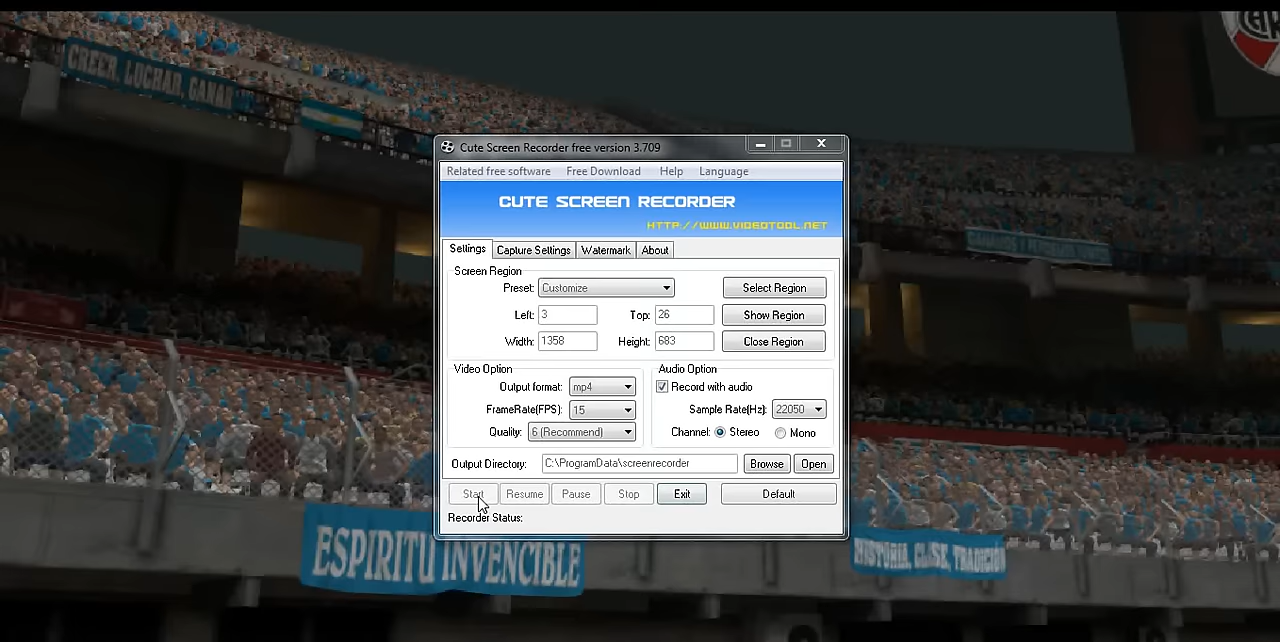 CREER, LUCHAR, GANAR
Cute Screen Recorder free version 3.709
Related free software Free Download Help Language
CUTE SCREEN RECORDER
HTTP://WWW.VIDEOTOOL.NET
Settings Capture Settings Watermark About
Screen Region
Preset: Customize Select Region
Left: 3 Top: 26 Show Region
Width: 1358 Height: 683 Close Region
Video Option Audio Option
Output format: mp4 Record with audio
FrameRate(FPS): 15 Sample Rate(Hz): 22050
Quality: 6 (Recommend) Channel: Stereo Mono
Output Directory: C:\ProgramData\screenrecorder Browse Open
Start Resume Pause Stop Exit Default
Recorder Status:
ESPIRITU INVENCIBLE
HISTORIA, CLASE, TRADICION